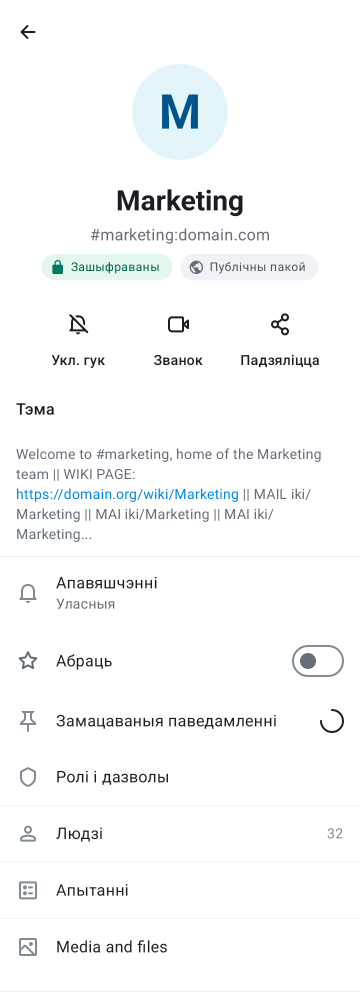 M
Marketing
#marketing:domain.com
Зашыфраваны
Публічны пакой
Укл. гук
Званок
Падзяліцца
Тэма
Welcome to #marketing, home of the Marketing
team || WIKI PAGE:
https://domain.org/wiki/Marketing || MAIL iki/
Marketing || MAI iki/Marketing || MAI iki/
Marketing...
Апавяшчэнні
Уласныя
Абраць
Замацаваныя паведамленні
Ролі і дазволы
Людзі 32
Апытанні
Media and files